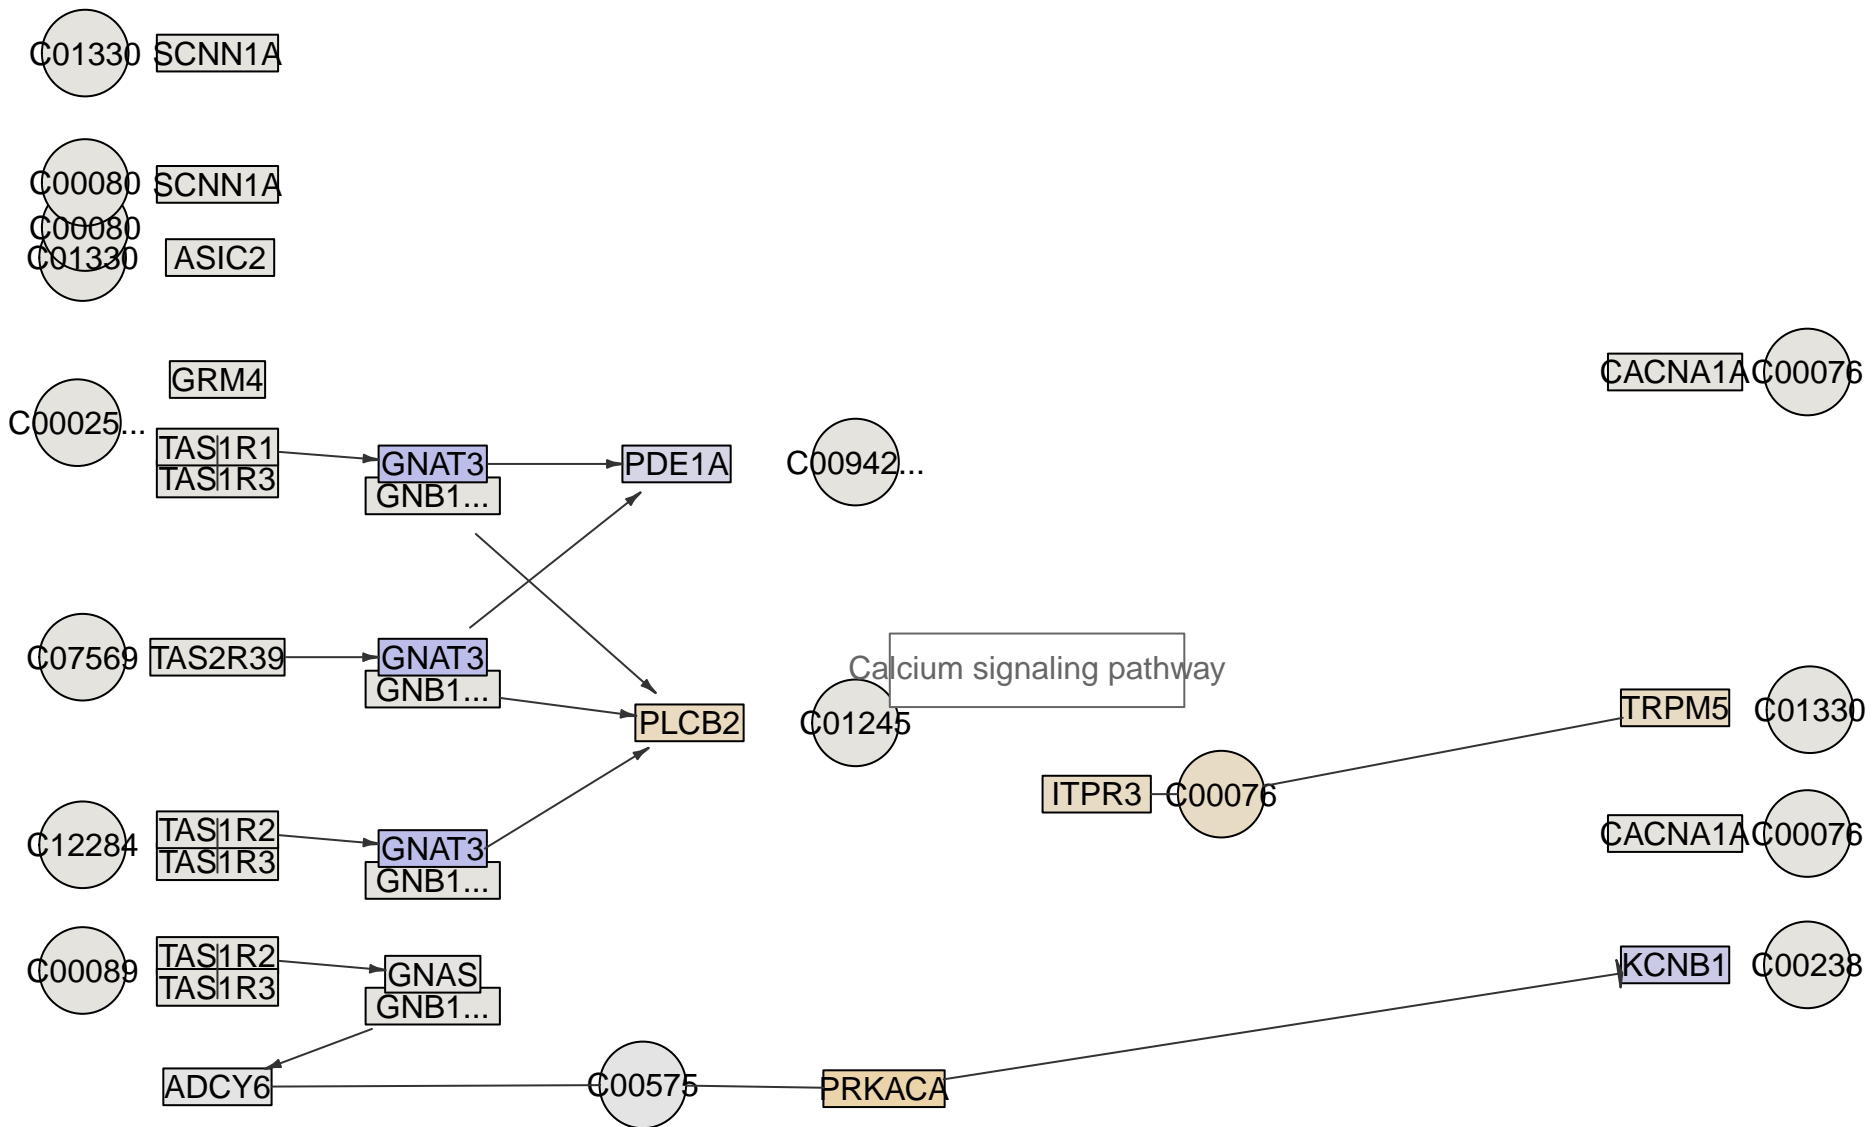 C01330 SCNN1A
C00080 SCNN1A
C00080
C01330 ASIC2
GRM4
CACNA1A C00076
C00025...
TAS1R1
TAS1R3
GNAT3
GNB1...
PDE1A
C00942...
C07569 TAS2R39
GNAT3
GNB1...
Calcium signaling pathway
PLCB2
C01245
TRPM5 C01330
ITPR3 C00076
C12284
TAS1R2
TAS1R3
GNAT3
GNB1...
CACNA1A C00076
C00089
TAS1R2
TAS1R3
GNAS
GNB1...
KCNB1 C00238
ADCY6
C00575
PRKACA